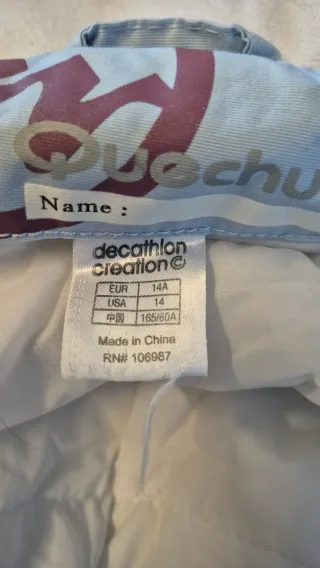 Quechu
Name :
decathlon
creation©
EUR 14A
USA 14
中国 165/60A
Made in China
RN# 106987